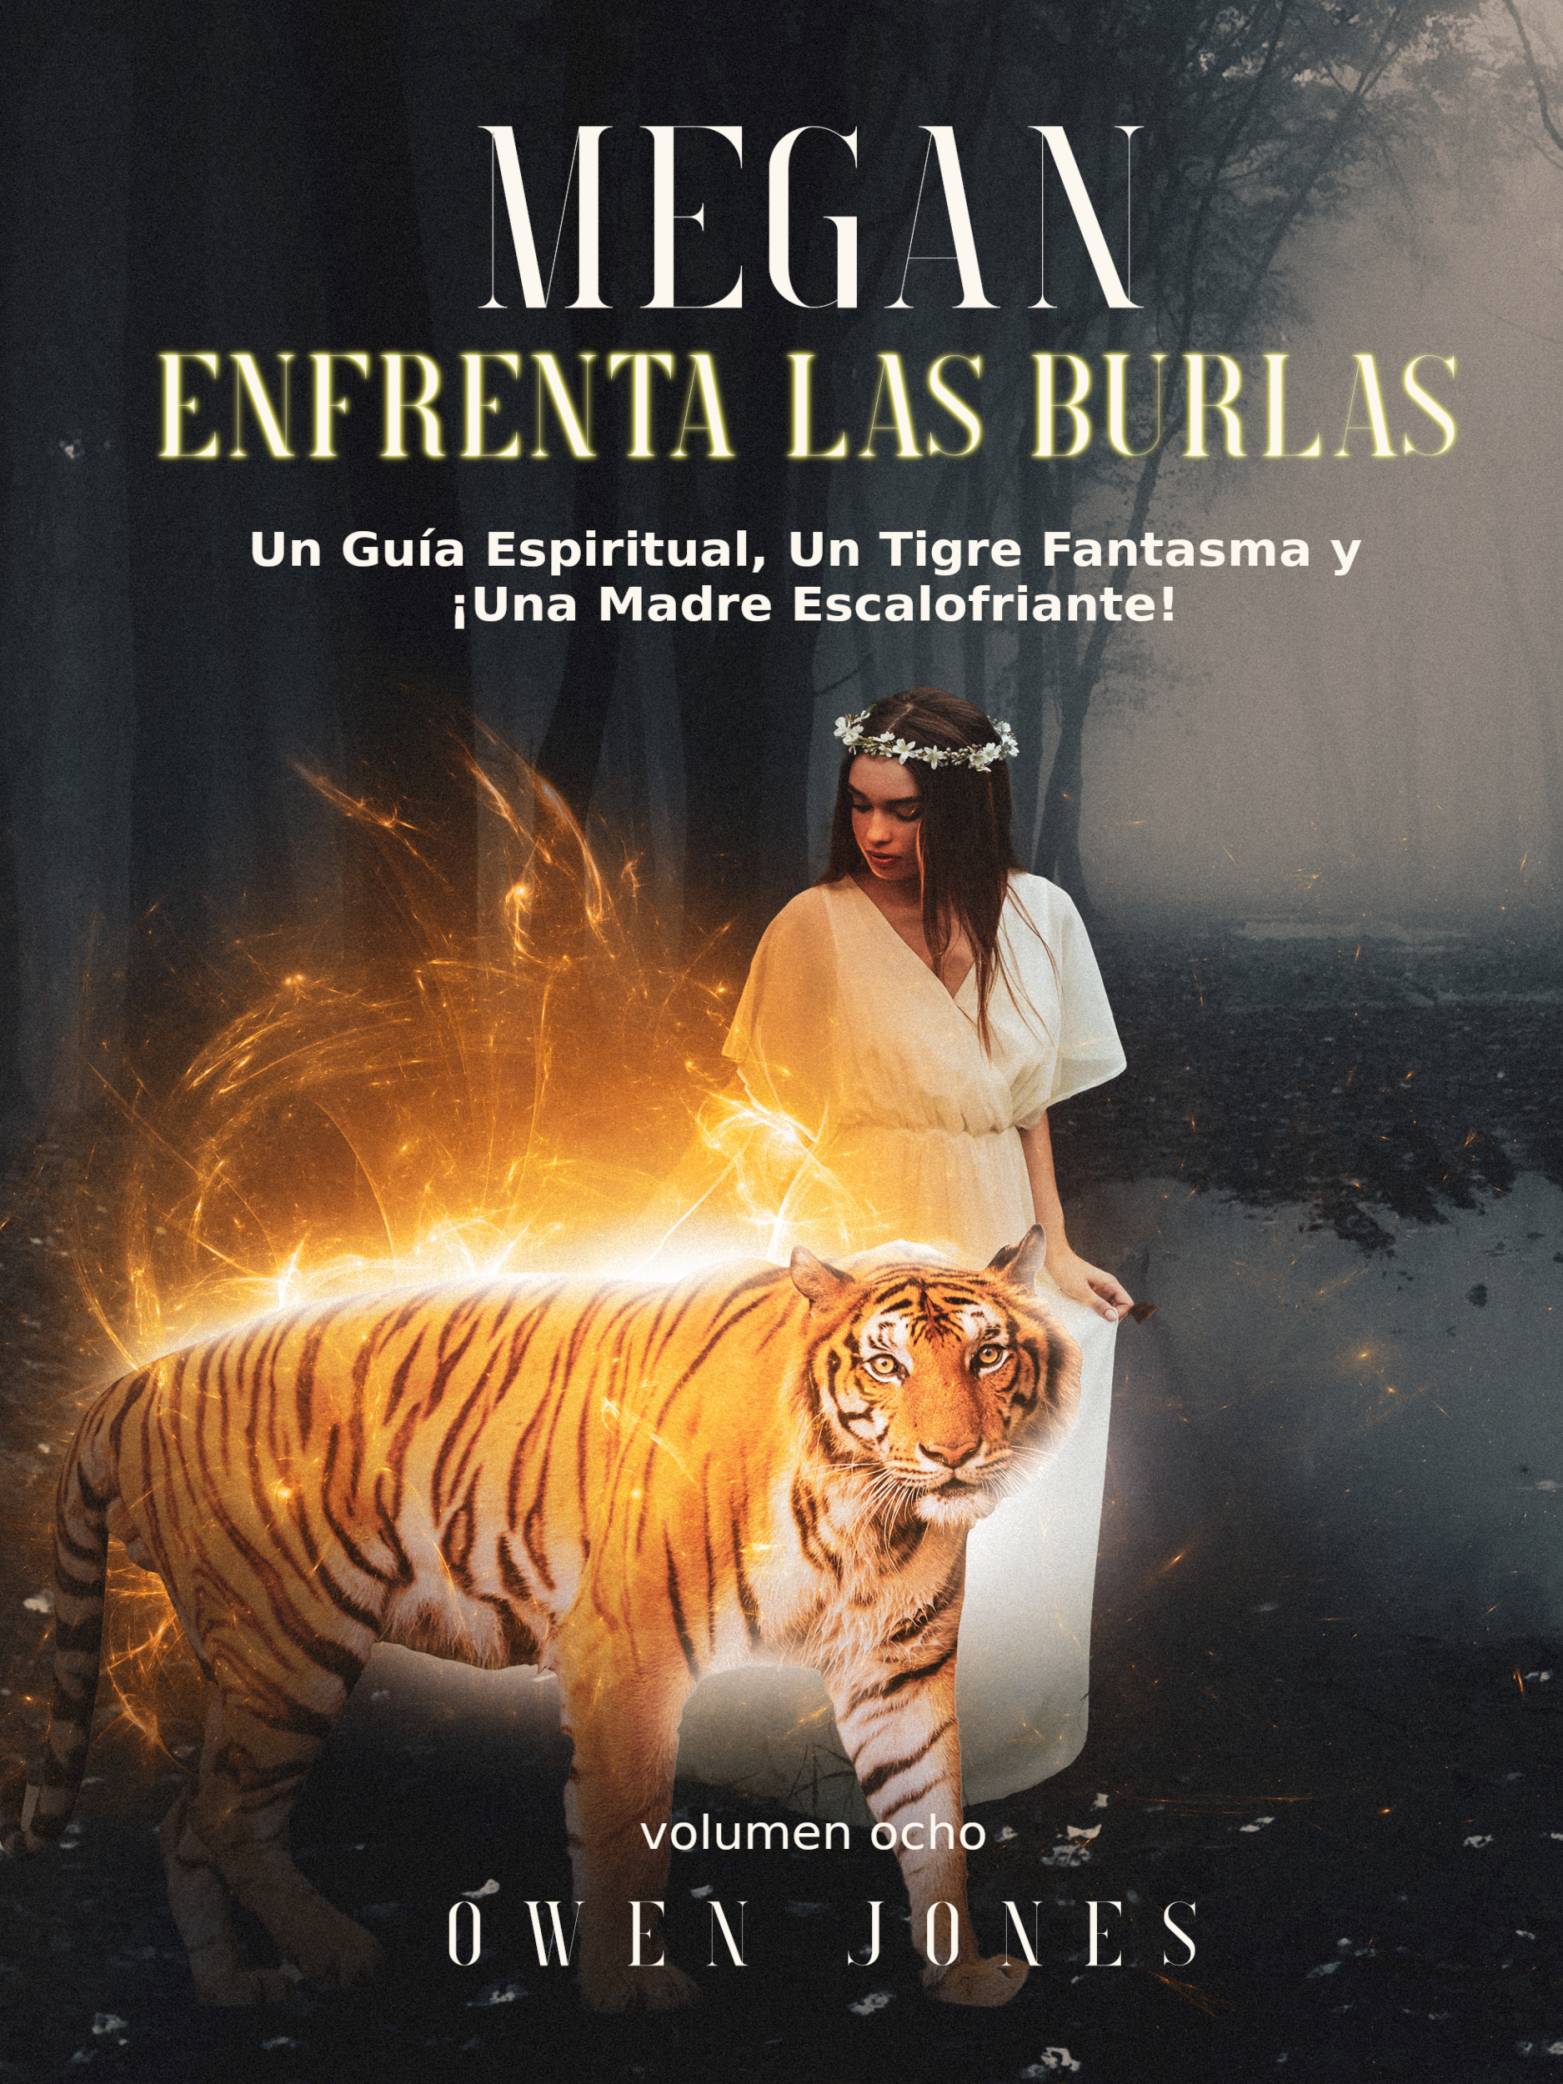 MEGAN
ENFRENTA LAS BURLAS
Un Guía Espiritual, Un Tigre Fantasma y
¡Una Madre Escalofriante!
volumen ocho
OWEN JONES